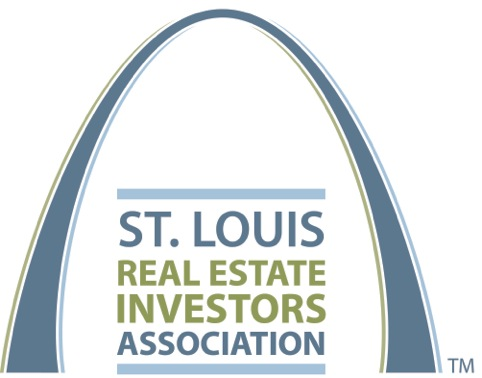 ST. LOUIS
REAL ESTATE
INVESTORS
ASSOCIATION
TM